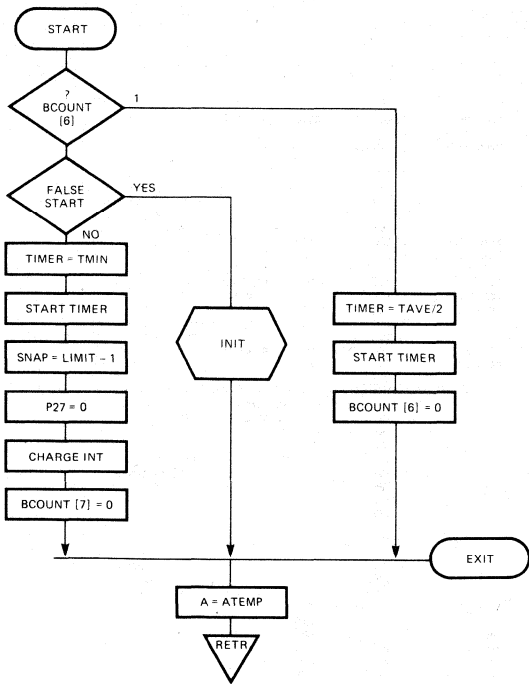 START
?
BCOUNT
[6]
1
FALSE
START
YES
NO
TIMER = TMIN
START TIMER
SNAP = LIMIT - 1
P27 = 0
CHARGE INT
BCOUNT [7] = 0
INIT
TIMER = TAVE/2
START TIMER
BCOUNT [6] = 0
EXIT
A = ATEMP
RETR